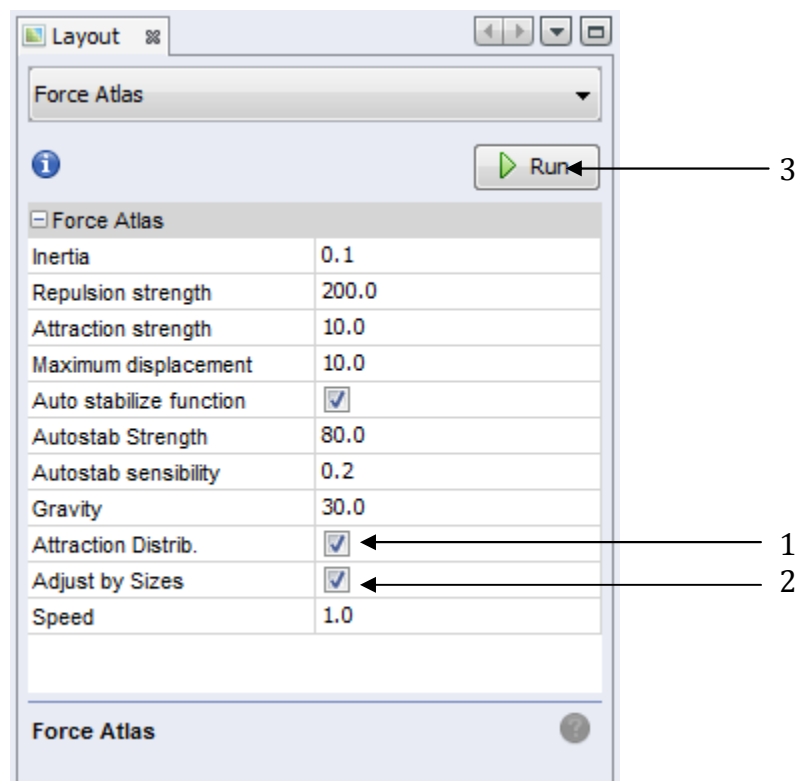 Layout
Force Atlas
Run 3
Force Atlas
Inertia 0.1
Repulsion strength 200.0
Attraction strength 10.0
Maximum displacement 10.0
Auto stabilize function
Autostab Strength 80.0
Autostab sensibility 0.2
Gravity 30.0
Attraction Distrib. 1
Adjust by Sizes 2
Speed 1.0
Force Atlas ?